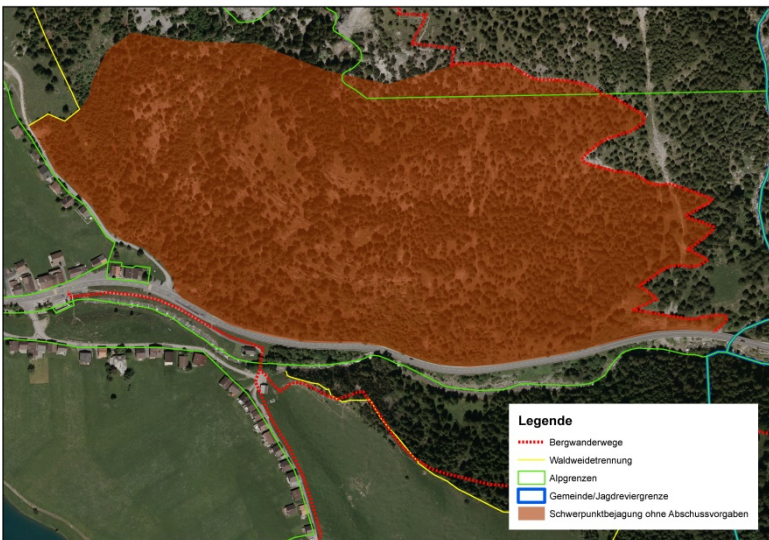 Legende
Bergwanderwege
Waldweidetrennung
Alpgrenzen
Gemeinde/Jagdreviergrenze
Schwerpunktbejagung ohne Abschussvorgaben